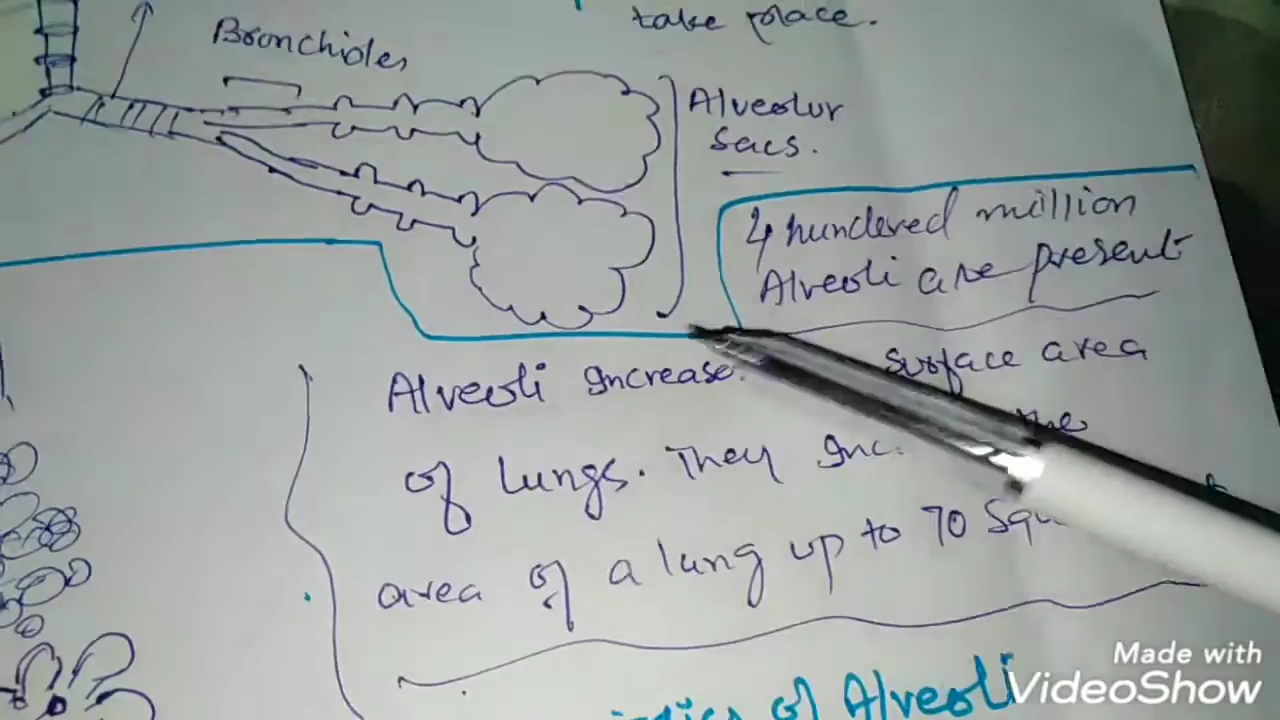 take place.
Bronchioles
Alveolur
sacs.
4 hundered million
Alveoli are present
Alveoli Increase surface area
of lungs. They Inc. the
area of a lung up to 70
of Alveoli
Made with
VideoShow